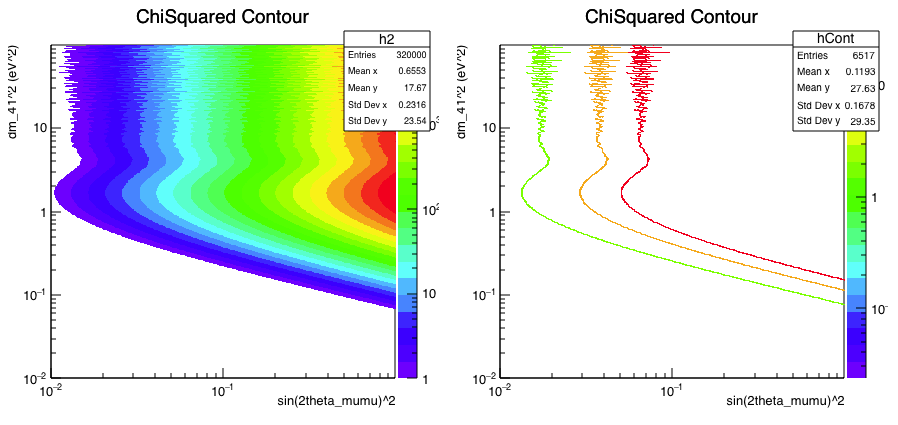 ChiSquared Contour
h2
Entries 320000
Mean x 0.6553
Mean y 17.67
Std Dev x 0.2316
Std Dev y 23.54
dm_41^2 (eV^2)
10
1
10−1
10−2
10−2
10−1
sin(2theta_mumu)^2
10²
10
1
ChiSquared Contour
hCont
Entries 6517
Mean x 0.1193
Mean y 27.63
Std Dev x 0.1678
Std Dev y 29.35
dm_41^2 (eV^2)
10
1
10−1
10−2
10−2
10−1
sin(2theta_mumu)^2
1